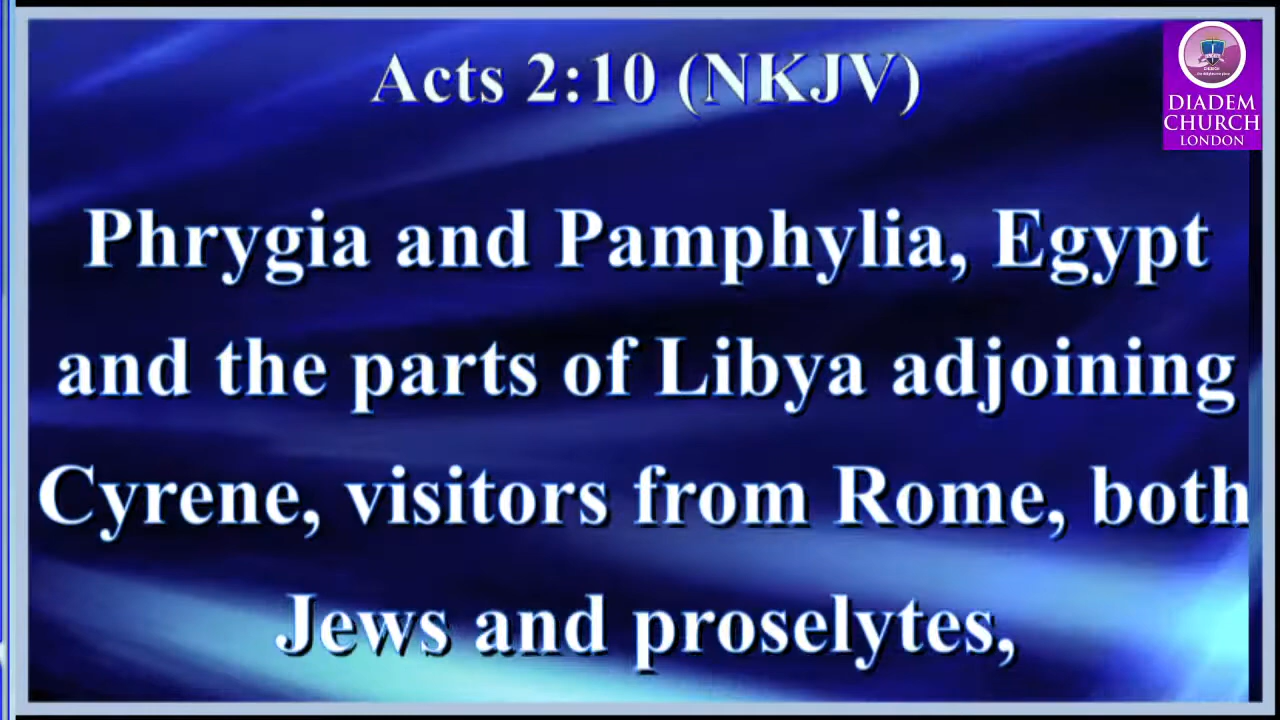 Acts 2:10 (NKJV)
DIADEM
CHURCH
LONDON
Phrygia and Pamphylia, Egypt
and the parts of Libya adjoining
Cyrene, visitors from Rome, both
Jews and proselytes,